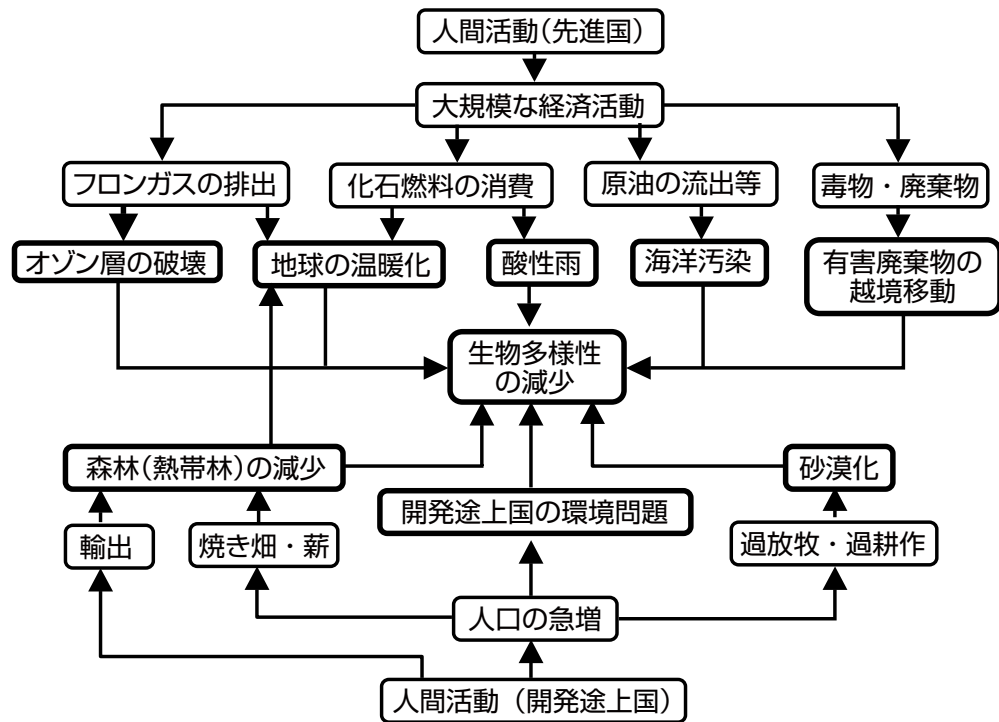 人間活動(先進国)
大規模な経済活動
フロンガスの排出
化石燃料の消費
原油の流出等
毒物・廃棄物
オゾン層の破壊
地球の温暖化
酸性雨
海洋汚染
有害廃棄物の
越境移動
生物多様性
の減少
森林(熱帯林)の減少
砂漠化
開発途上国の環境問題
輸出
焼き畑・薪
過放牧・過耕作
人口の急増
人間活動（開発途上国）